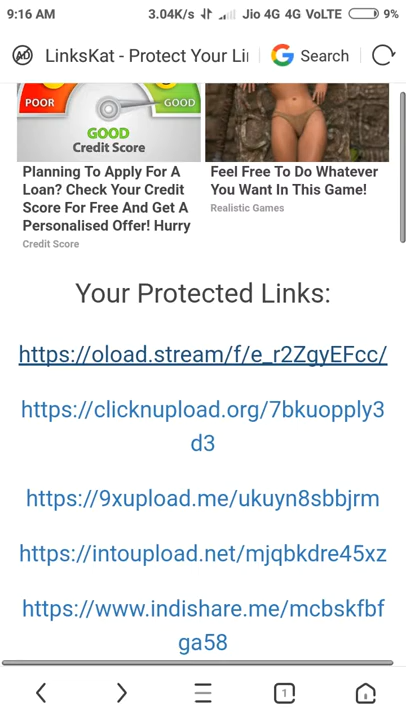 9:16 AM 3.04K/s Jio 4G 4G VoLTE 9%
AD LinksKat - Protect Your Li Search
POOR GOOD
GOOD
Credit Score
Planning To Apply For A
Loan? Check Your Credit
Score For Free And Get A
Personalised Offer! Hurry
Credit Score
Feel Free To Do Whatever
You Want In This Game!
Realistic Games
Your Protected Links:
https://oload.stream/f/e_r2ZgyEFcc/
https://clicknupload.org/7bkuopply3
d3
https://9xupload.me/ukuyn8sbbjrm
https://intoupload.net/mjqbkdre45xz
https://www.indishare.me/mcbskfbf
ga58
1